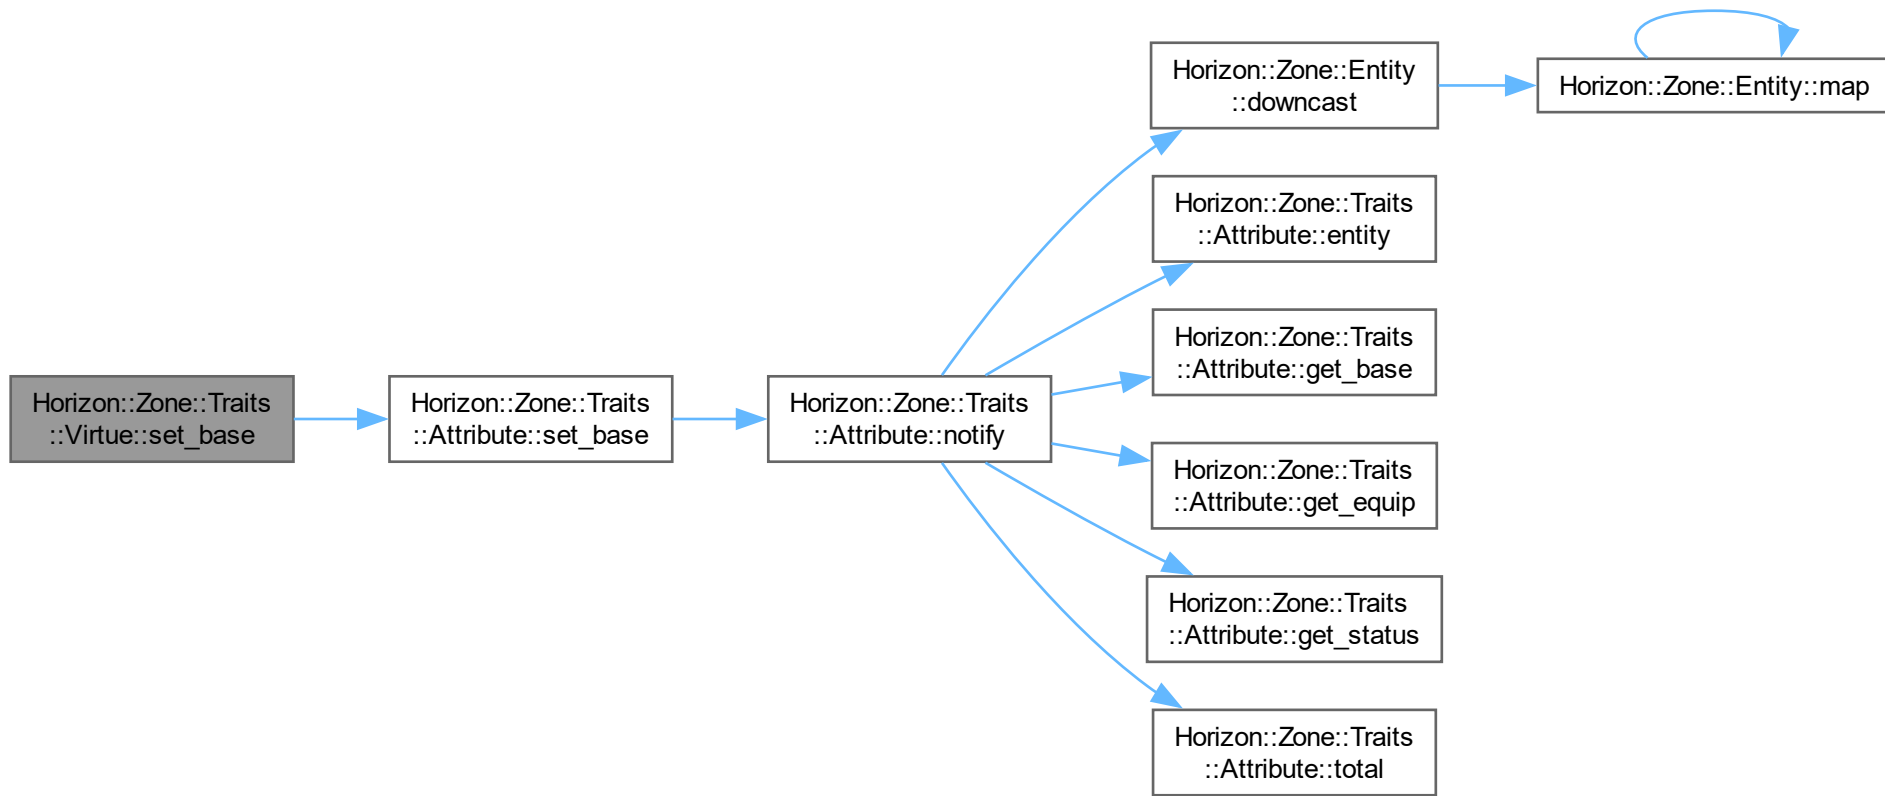 Horizon::Zone::Traits
::Virtue::set_base
Horizon::Zone::Traits
::Attribute::set_base
Horizon::Zone::Traits
::Attribute::notify
Horizon::Zone::Entity
::downcast
Horizon::Zone::Entity::map
Horizon::Zone::Traits
::Attribute::entity
Horizon::Zone::Traits
::Attribute::get_base
Horizon::Zone::Traits
::Attribute::get_equip
Horizon::Zone::Traits
::Attribute::get_status
Horizon::Zone::Traits
::Attribute::total